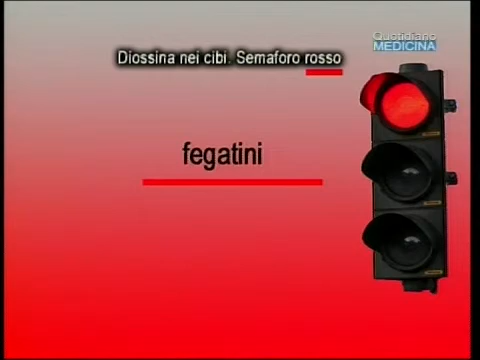 Quotidiano
MEDICINA
Diossina nei cibi. Semaforo rosso
fegatini